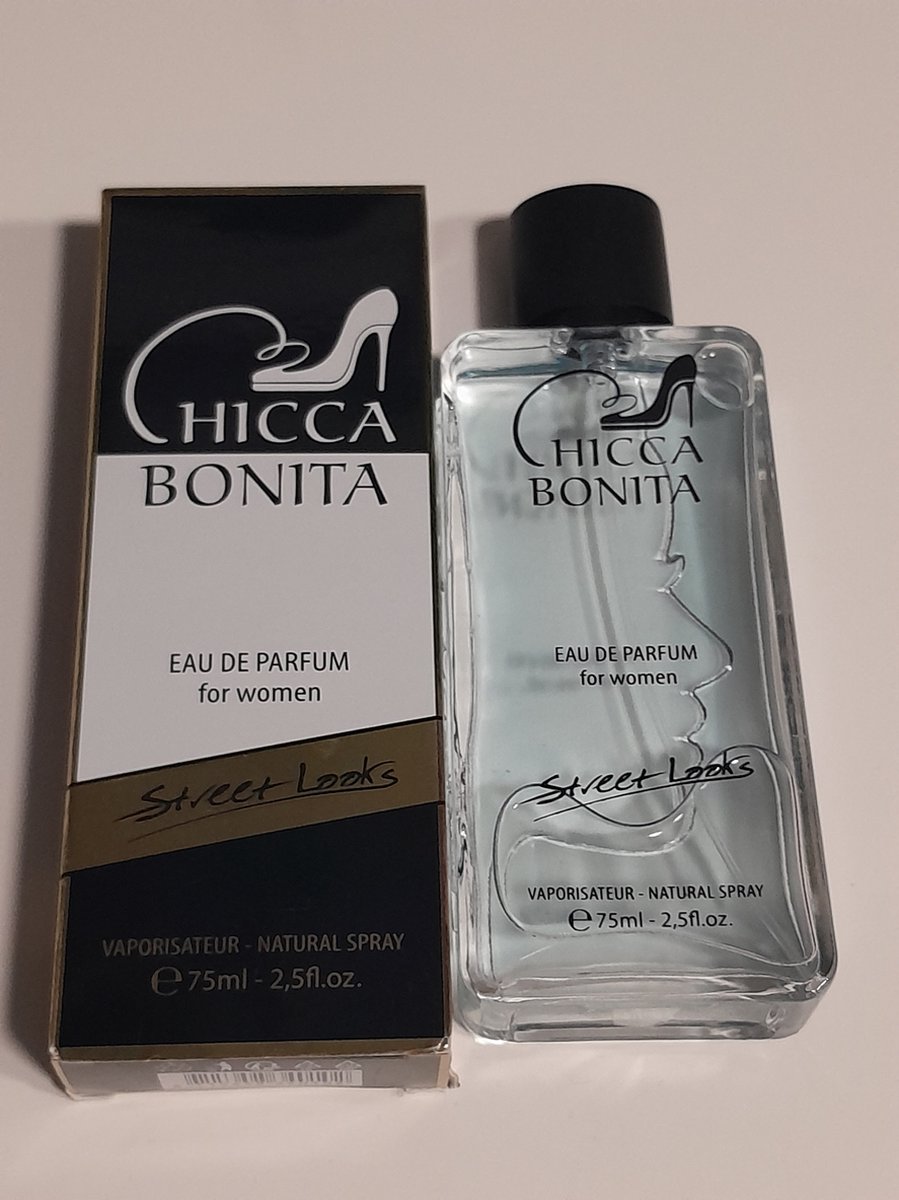 CHICCA
BONITA
EAU DE PARFUM
for women
Street Looks
VAPORISATEUR - NATURAL SPRAY
℮ 75ml - 2,5fl.oz.
CHICCA
BONITA
EAU DE PARFUM
for women
Street Looks
VAPORISATEUR - NATURAL SPRAY
℮ 75ml - 2,5fl.oz.